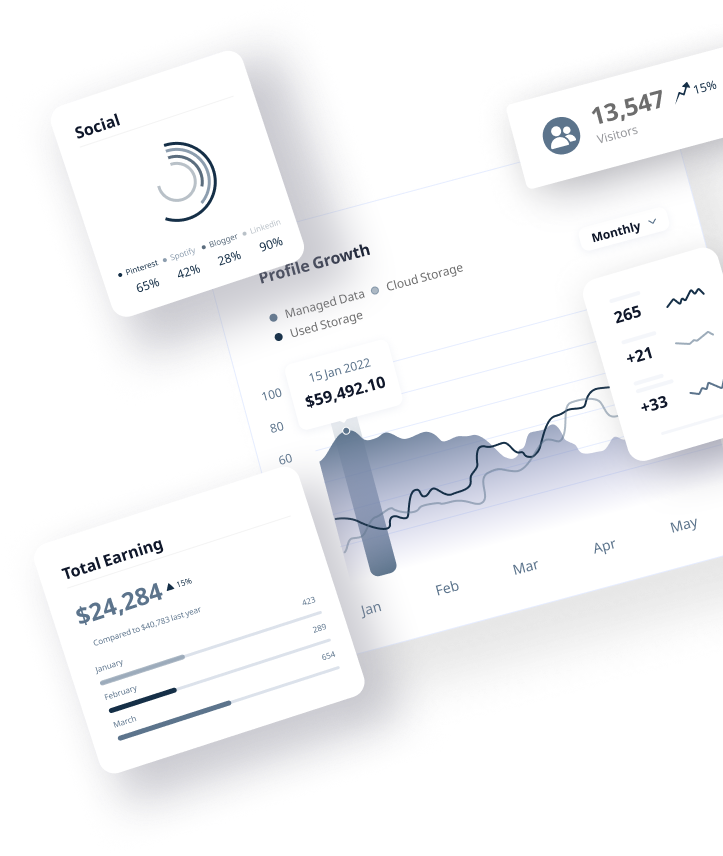 Social
Pinterest Spotify Blogger Linkedin
65% 42% 28% 90%
13,547 15%
Visitors
Profile Growth
Monthly
Managed Data Cloud Storage
Used Storage
15 Jan 2022
$59,492.10
100
80
60
Jan Feb Mar Apr May
265
+21
+33
Total Earning
$24,284 15%
Compared to $40,783 last year
January 423
February 289
March 654